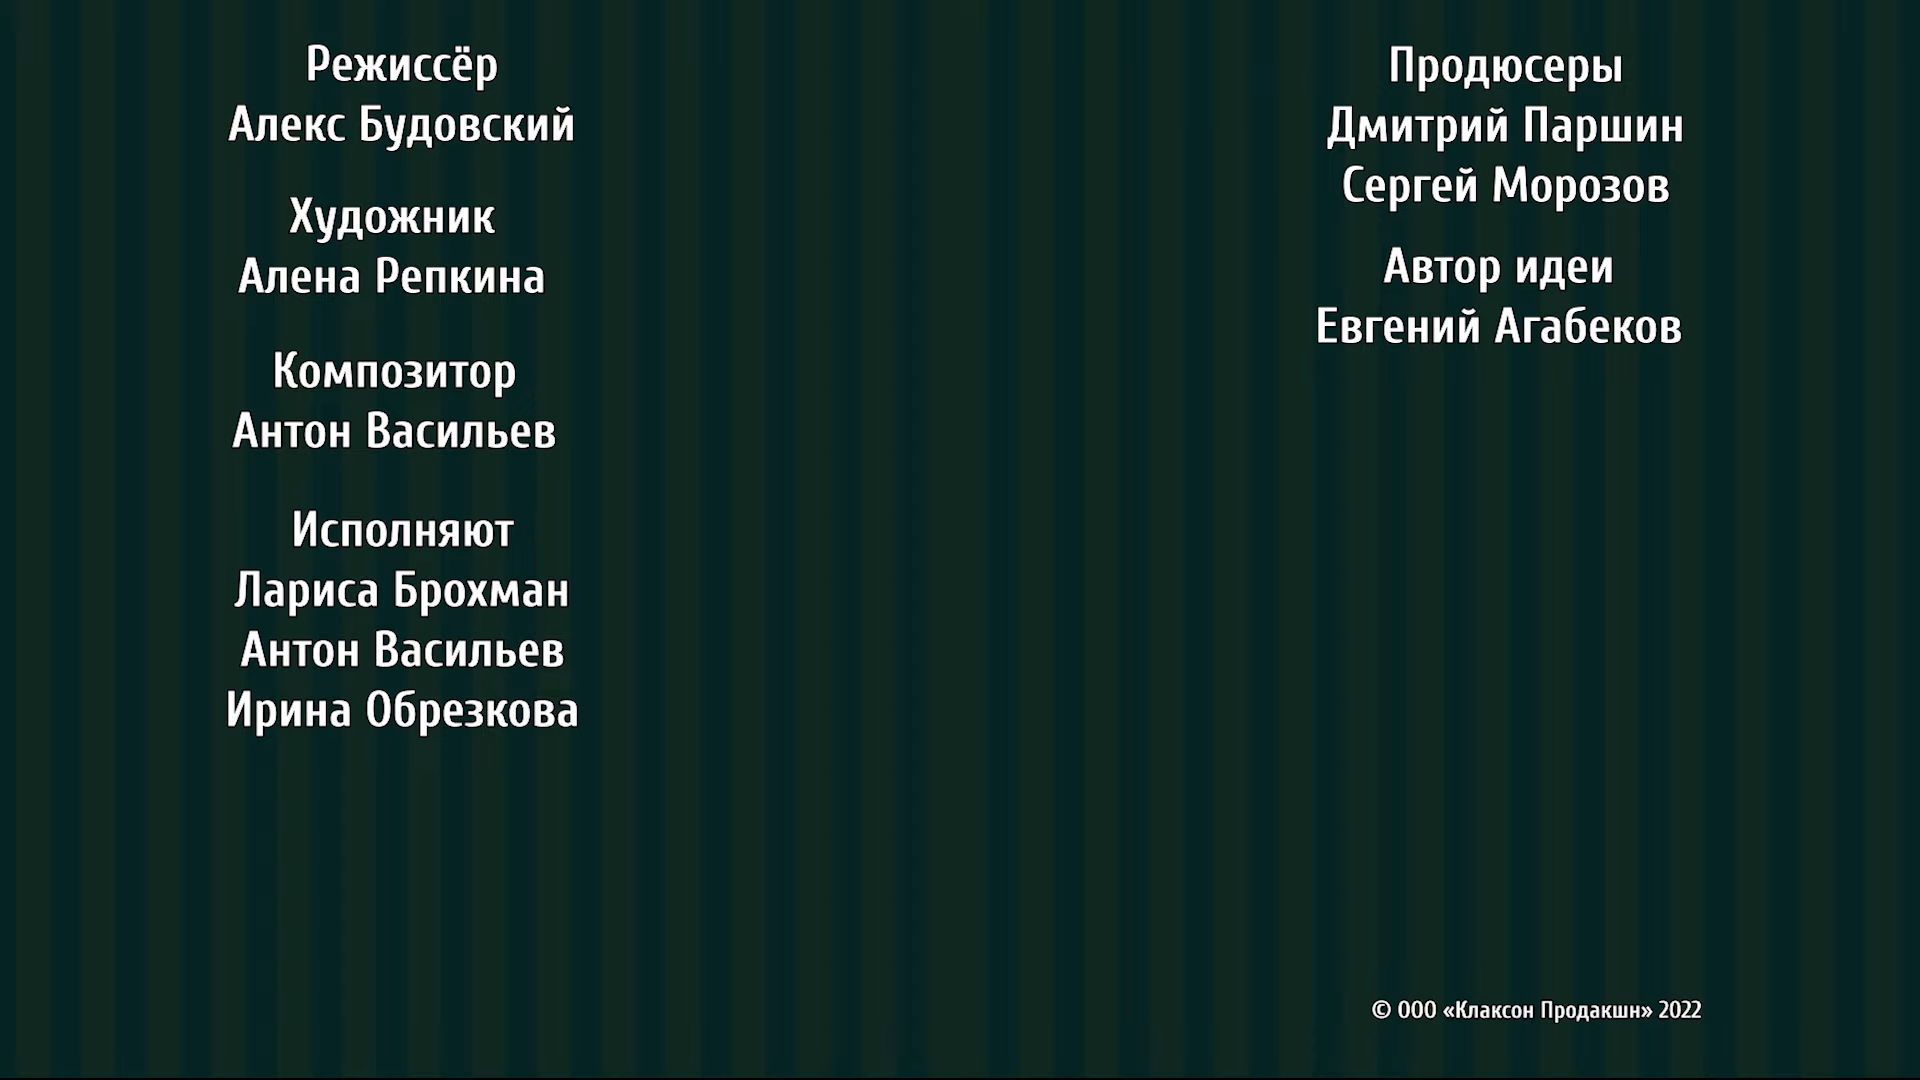 Режиссёр
Алекс Будовский
Художник
Алена Репкина
Композитор
Антон Васильев
Исполняют
Лариса Брохман
Антон Васильев
Ирина Обрезкова
Продюсеры
Дмитрий Паршин
Сергей Морозов
Автор идеи
Евгений Агабеков
© ООО «Клаксон Продакшн» 2022